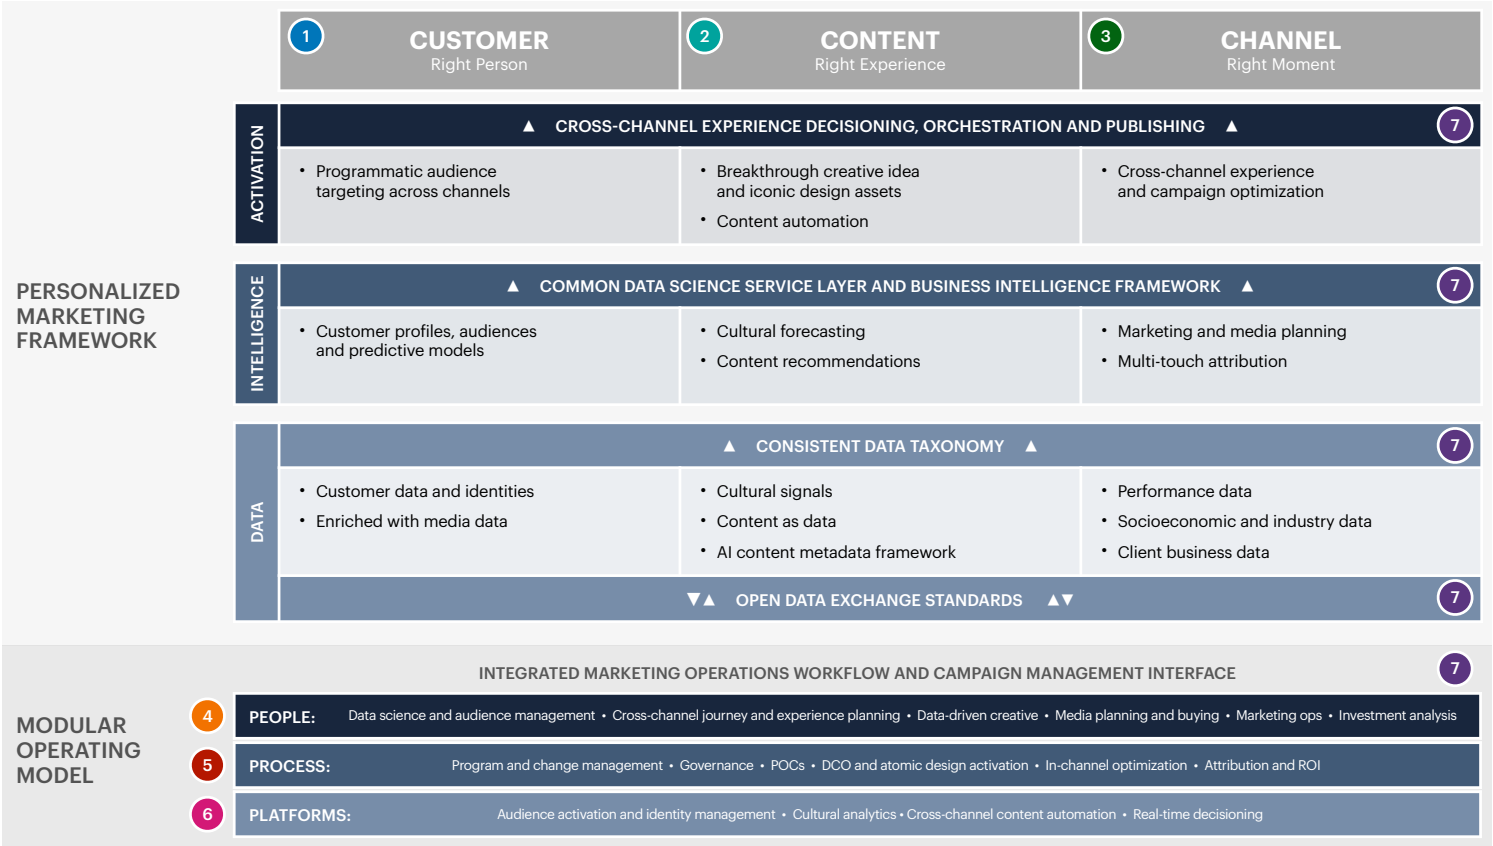 1
CUSTOMER
Right Person
2
CONTENT
Right Experience
3
CHANNEL
Right Moment
PERSONALIZED
MARKETING
FRAMEWORK
ACTIVATION
▲ CROSS-CHANNEL EXPERIENCE DECISIONING, ORCHESTRATION AND PUBLISHING ▲
7
• Programmatic audience
targeting across channels
• Breakthrough creative idea
and iconic design assets
• Content automation
• Cross-channel experience
and campaign optimization
INTELLIGENCE
▲ COMMON DATA SCIENCE SERVICE LAYER AND BUSINESS INTELLIGENCE FRAMEWORK ▲
7
• Customer profiles, audiences
and predictive models
• Cultural forecasting
• Content recommendations
• Marketing and media planning
• Multi-touch attribution
DATA
▲ CONSISTENT DATA TAXONOMY ▲
7
• Customer data and identities
• Enriched with media data
• Cultural signals
• Content as data
• AI content metadata framework
• Performance data
• Socioeconomic and industry data
• Client business data
▼▲ OPEN DATA EXCHANGE STANDARDS ▲▼
7
MODULAR
OPERATING
MODEL
INTEGRATED MARKETING OPERATIONS WORKFLOW AND CAMPAIGN MANAGEMENT INTERFACE
7
4
PEOPLE: Data science and audience management • Cross-channel journey and experience planning • Data-driven creative • Media planning and buying • Marketing ops • Investment analysis
5
PROCESS: Program and change management • Governance • POCs • DCO and atomic design activation • In-channel optimization • Attribution and ROI
6
PLATFORMS: Audience activation and identity management • Cultural analytics • Cross-channel content automation • Real-time decisioning